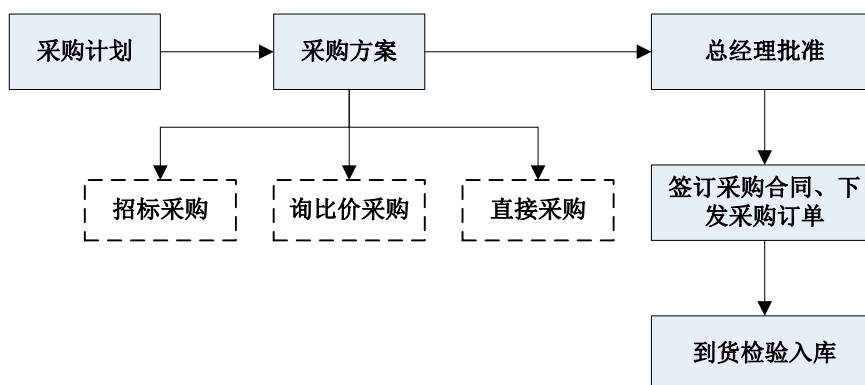 采购计划
采购方案
总经理批准
招标采购
询比价采购
直接采购
签订采购合同、下
发采购订单
到货检验入库